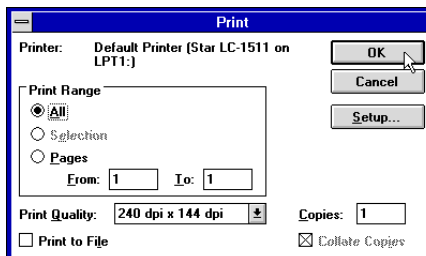 Print
Printer: Default Printer (Star LC-1511 on
LPT1:)
OK
Cancel
Setup...
Print Range
All
Selection
Pages
From: 1 To: 1
Print Quality: 240 dpi x 144 dpi
Copies: 1
Print to File
Collate Copies